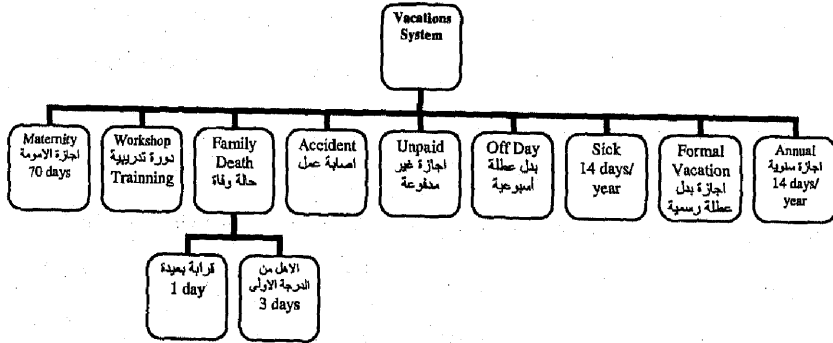 Vacations
System
Maternity
اجازة الامومة
70 days
Workshop
دورة تدريبية
Trainning
Family
Death
حالة وفاة
Accident
اصابة عمل
Unpaid
اجازة غير
مدفوعة
Off Day
بدل عطلة
أسبوعية
Sick
14 days/
year
Formal
Vacation
اجازة بدل
عطلة رسمية
Annual
اجازة سنوية
14 days/
year
قرابة بعيدة
1 day
الاهل من
الدرجة الاولى
3 days